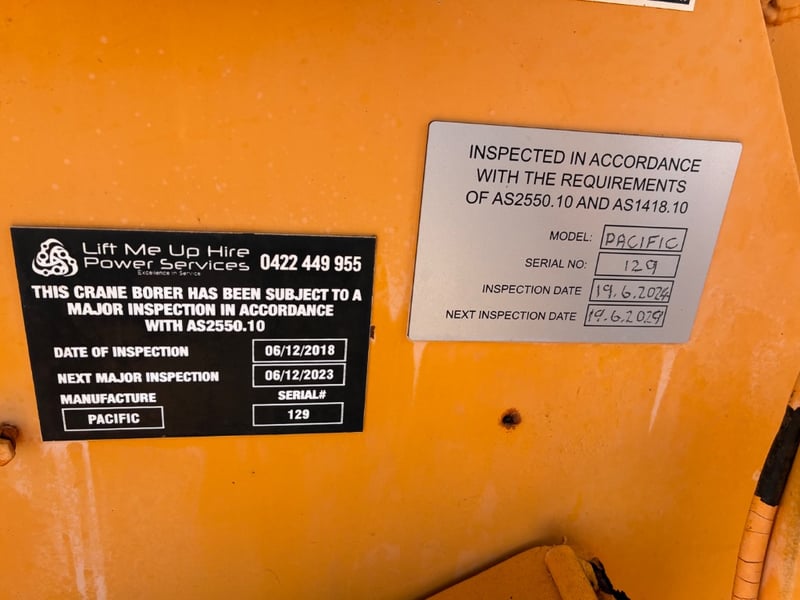 Lift Me Up Hire
Power Services
Excellence in Service
0422 449 955
THIS CRANE BORER HAS BEEN SUBJECT TO A
MAJOR INSPECTION IN ACCORDANCE
WITH AS2550.10
DATE OF INSPECTION 06/12/2018
NEXT MAJOR INSPECTION 06/12/2023
MANUFACTURE SERIAL#
PACIFIC 129
INSPECTED IN ACCORDANCE
WITH THE REQUIREMENTS
OF AS2550.10 AND AS1418.10
MODEL: PACIFIC
SERIAL NO: 129
INSPECTION DATE 19.6.2024
NEXT INSPECTION DATE 19.6.2029